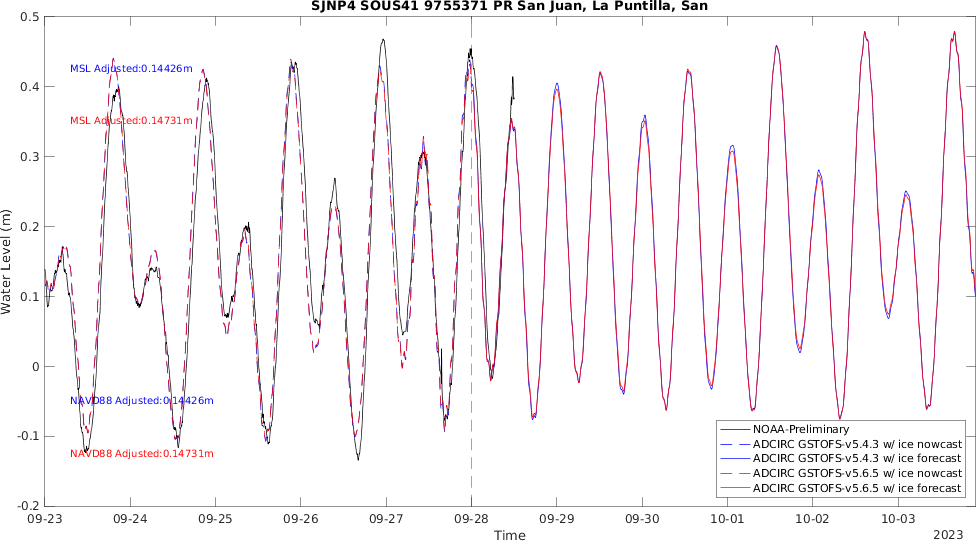 SJNP4 SOUS41 9755371 PR San Juan, La Puntilla, San
0.5
0.4
0.3
0.2
0.1
0
-0.1
-0.2
Water Level (m)
MSL Adjusted:0.14426m
MSL Adjusted:0.14731m
NAVD88 Adjusted:0.14426m
NAVD88 Adjusted:0.14731m
NOAA-Preliminary
ADCIRC GSTOFS-v5.4.3 w/ ice nowcast
ADCIRC GSTOFS-v5.4.3 w/ ice forecast
ADCIRC GSTOFS-v5.6.5 w/ ice nowcast
ADCIRC GSTOFS-v5.6.5 w/ ice forecast
09-23 09-24 09-25 09-26 09-27 09-28 09-29 09-30 10-01 10-02 10-03
Time
2023